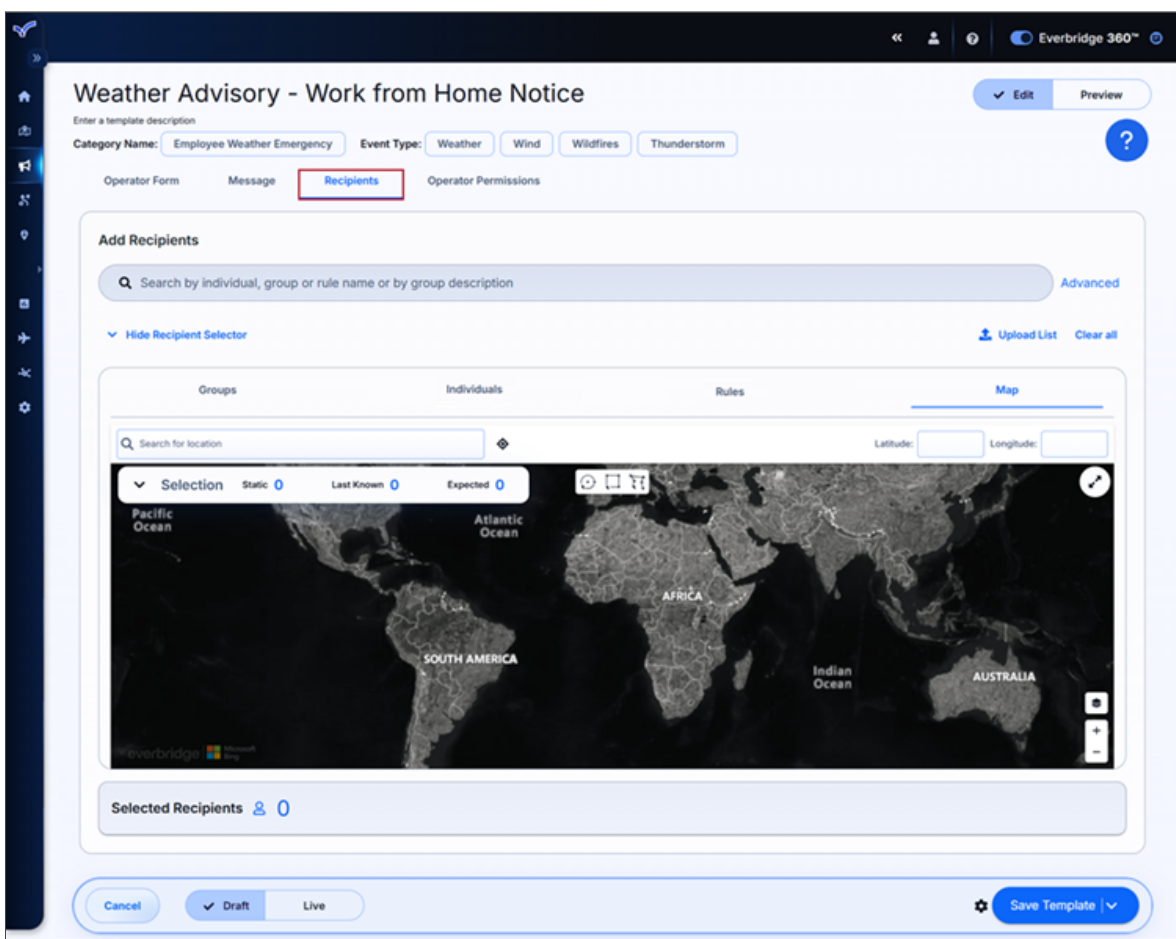 Everbridge 360™
Weather Advisory - Work from Home Notice
Edit
Preview
Enter a template description
Category Name: Employee Weather Emergency Event Type: Weather Wind Wildfires Thunderstorm
Operator Form Message Recipients Operator Permissions
Add Recipients
Search by individual, group or rule name or by group description
Advanced
Hide Recipient Selector
Upload List Clear all
Groups Individuals Rules Map
Search for location
Latitude: Longitude:
Selection Static 0 Last Known 0 Expected 0
Pacific
Ocean
Atlantic
Ocean
AFRICA
SOUTH AMERICA
Indian
Ocean
AUSTRALIA
everbridge
Microsoft
Bing
Selected Recipients 0
Cancel Draft Live Save Template